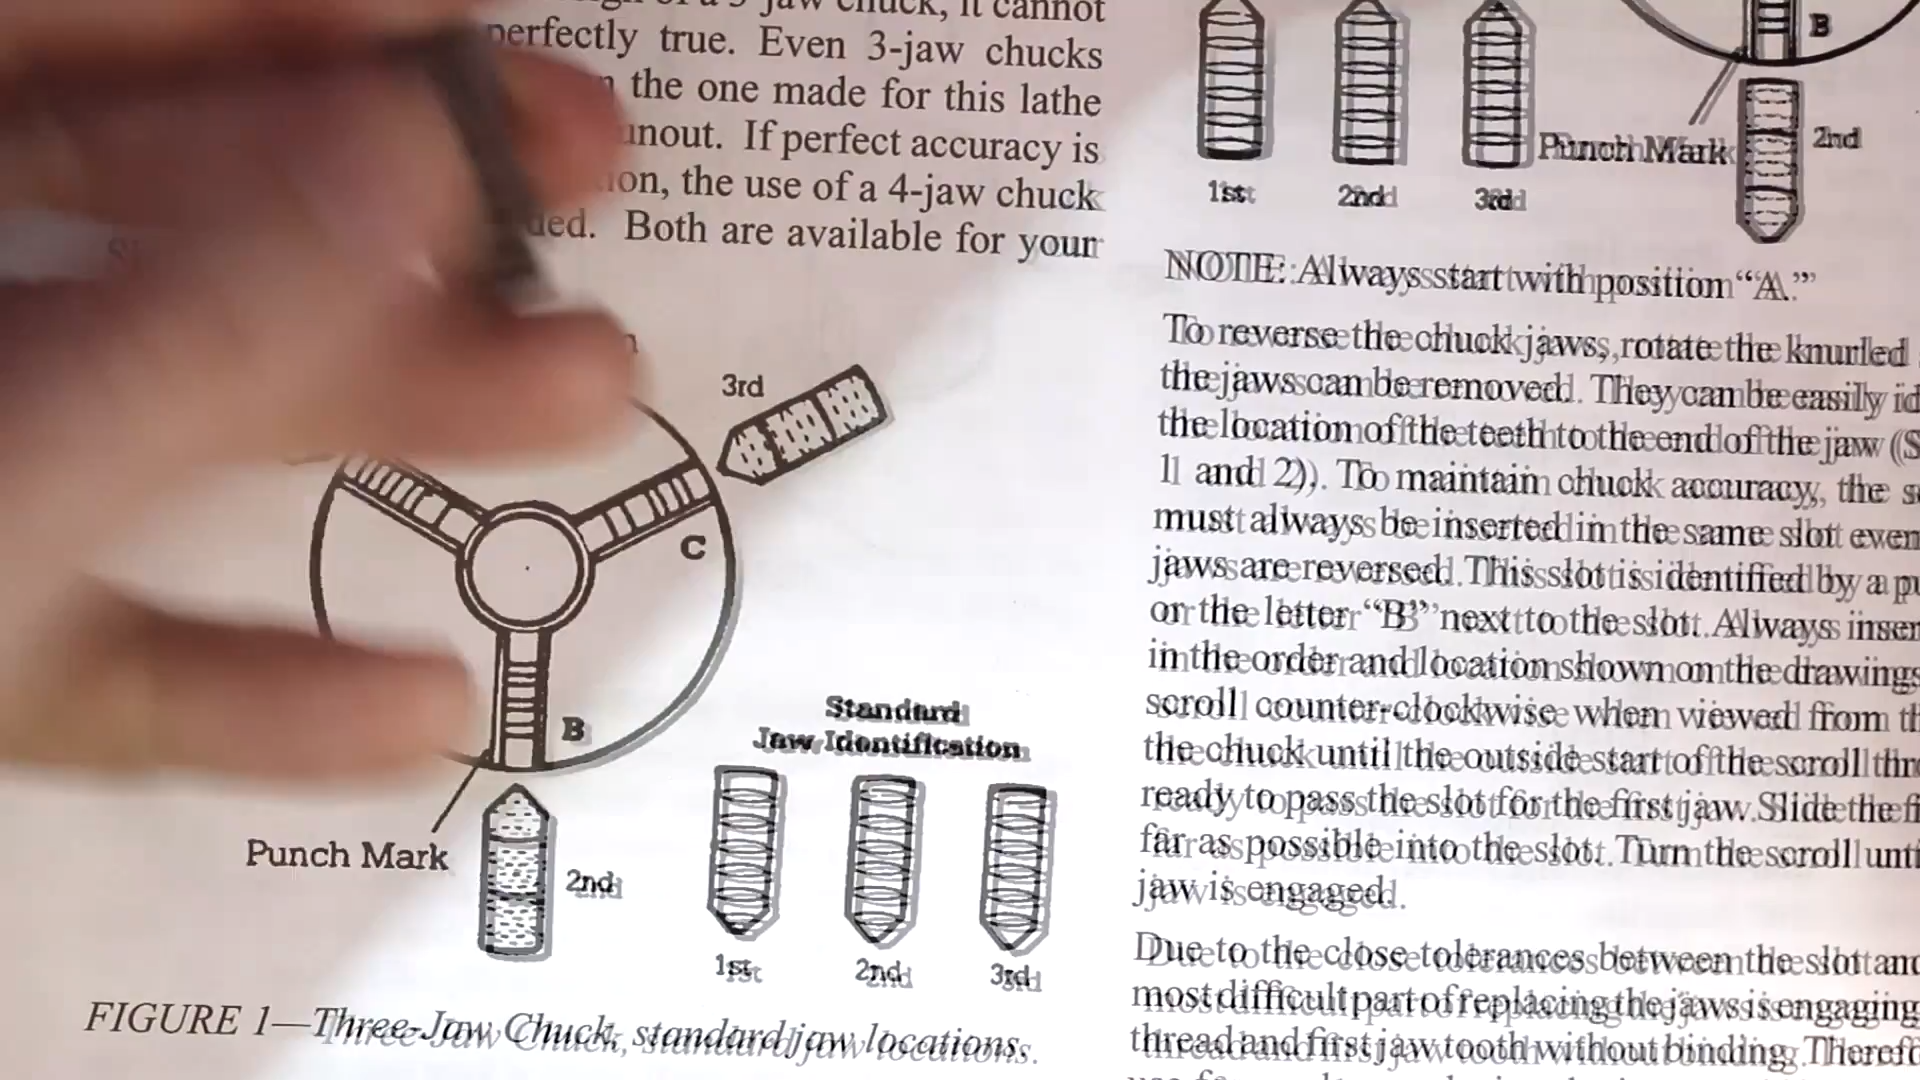 jaw chuck, it cannot
perfectly true. Even 3-jaw chucks
the one made for this lathe
If perfect accuracy is
the use of a 4-jaw chuck
Both are available for your
3rd
C
B
Punch Mark
2nd
Standard
Jaw Identification
1st
2nd
3rd
FIGURE 1—Three-Jaw Chuck, standard jaw locations.
B
Punch Mark
2nd
1st
2nd
3rd
NOTE: Always start with position “A.”
To reverse the chuck jaws, rotate the knurled
the jaws can be removed. They can be easily
the location of the teeth to the end of the jaw
1 and 2). To maintain chuck accuracy, the
must always be inserted in the same slot even
jaws are reversed. This slot is identified by a
or the letter “B” next to the slot. Always
in the order and location shown on the drawings
scroll counter-clockwise when viewed from
the chuck until the outside start of the scroll
ready to pass the slot for the first jaw. Slide the
far as possible into the slot. Turn the scroll
jaw is engaged.
Due to the close tolerances between the slot
most difficult part of replacing the jaws is engaging
thread and first jaw tooth without binding.